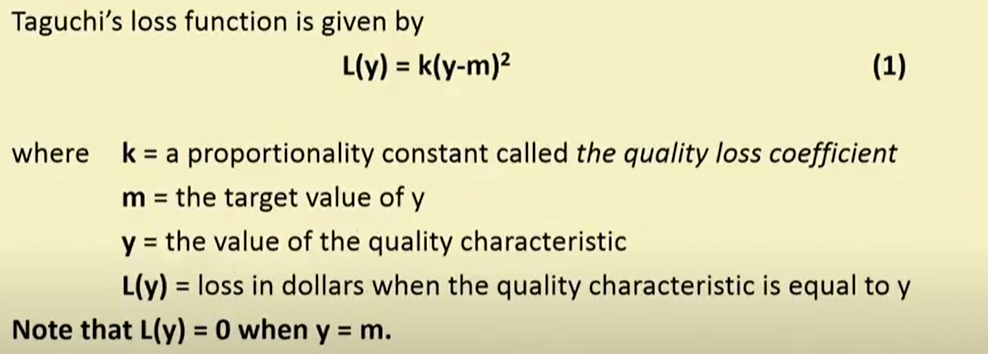 Taguchi’s loss function is given by
L(y) = k(y-m)² (1)
where k = a proportionality constant called the quality loss coefficient
m = the target value of y
y = the value of the quality characteristic
L(y) = loss in dollars when the quality characteristic is equal to y
Note that L(y) = 0 when y = m.